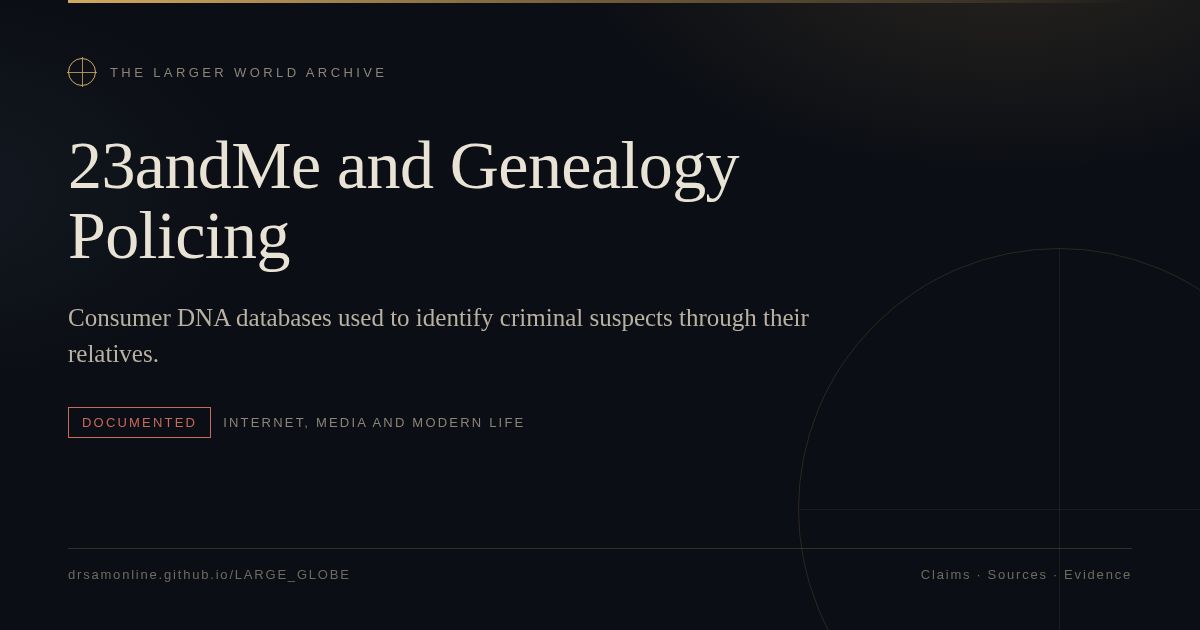 THE LARGER WORLD ARCHIVE
23andMe and Genealogy
Policing
Consumer DNA databases used to identify criminal suspects through their
relatives.
DOCUMENTED INTERNET, MEDIA AND MODERN LIFE
drsamonline.github.io/LARGE_GLOBE Claims · Sources · Evidence